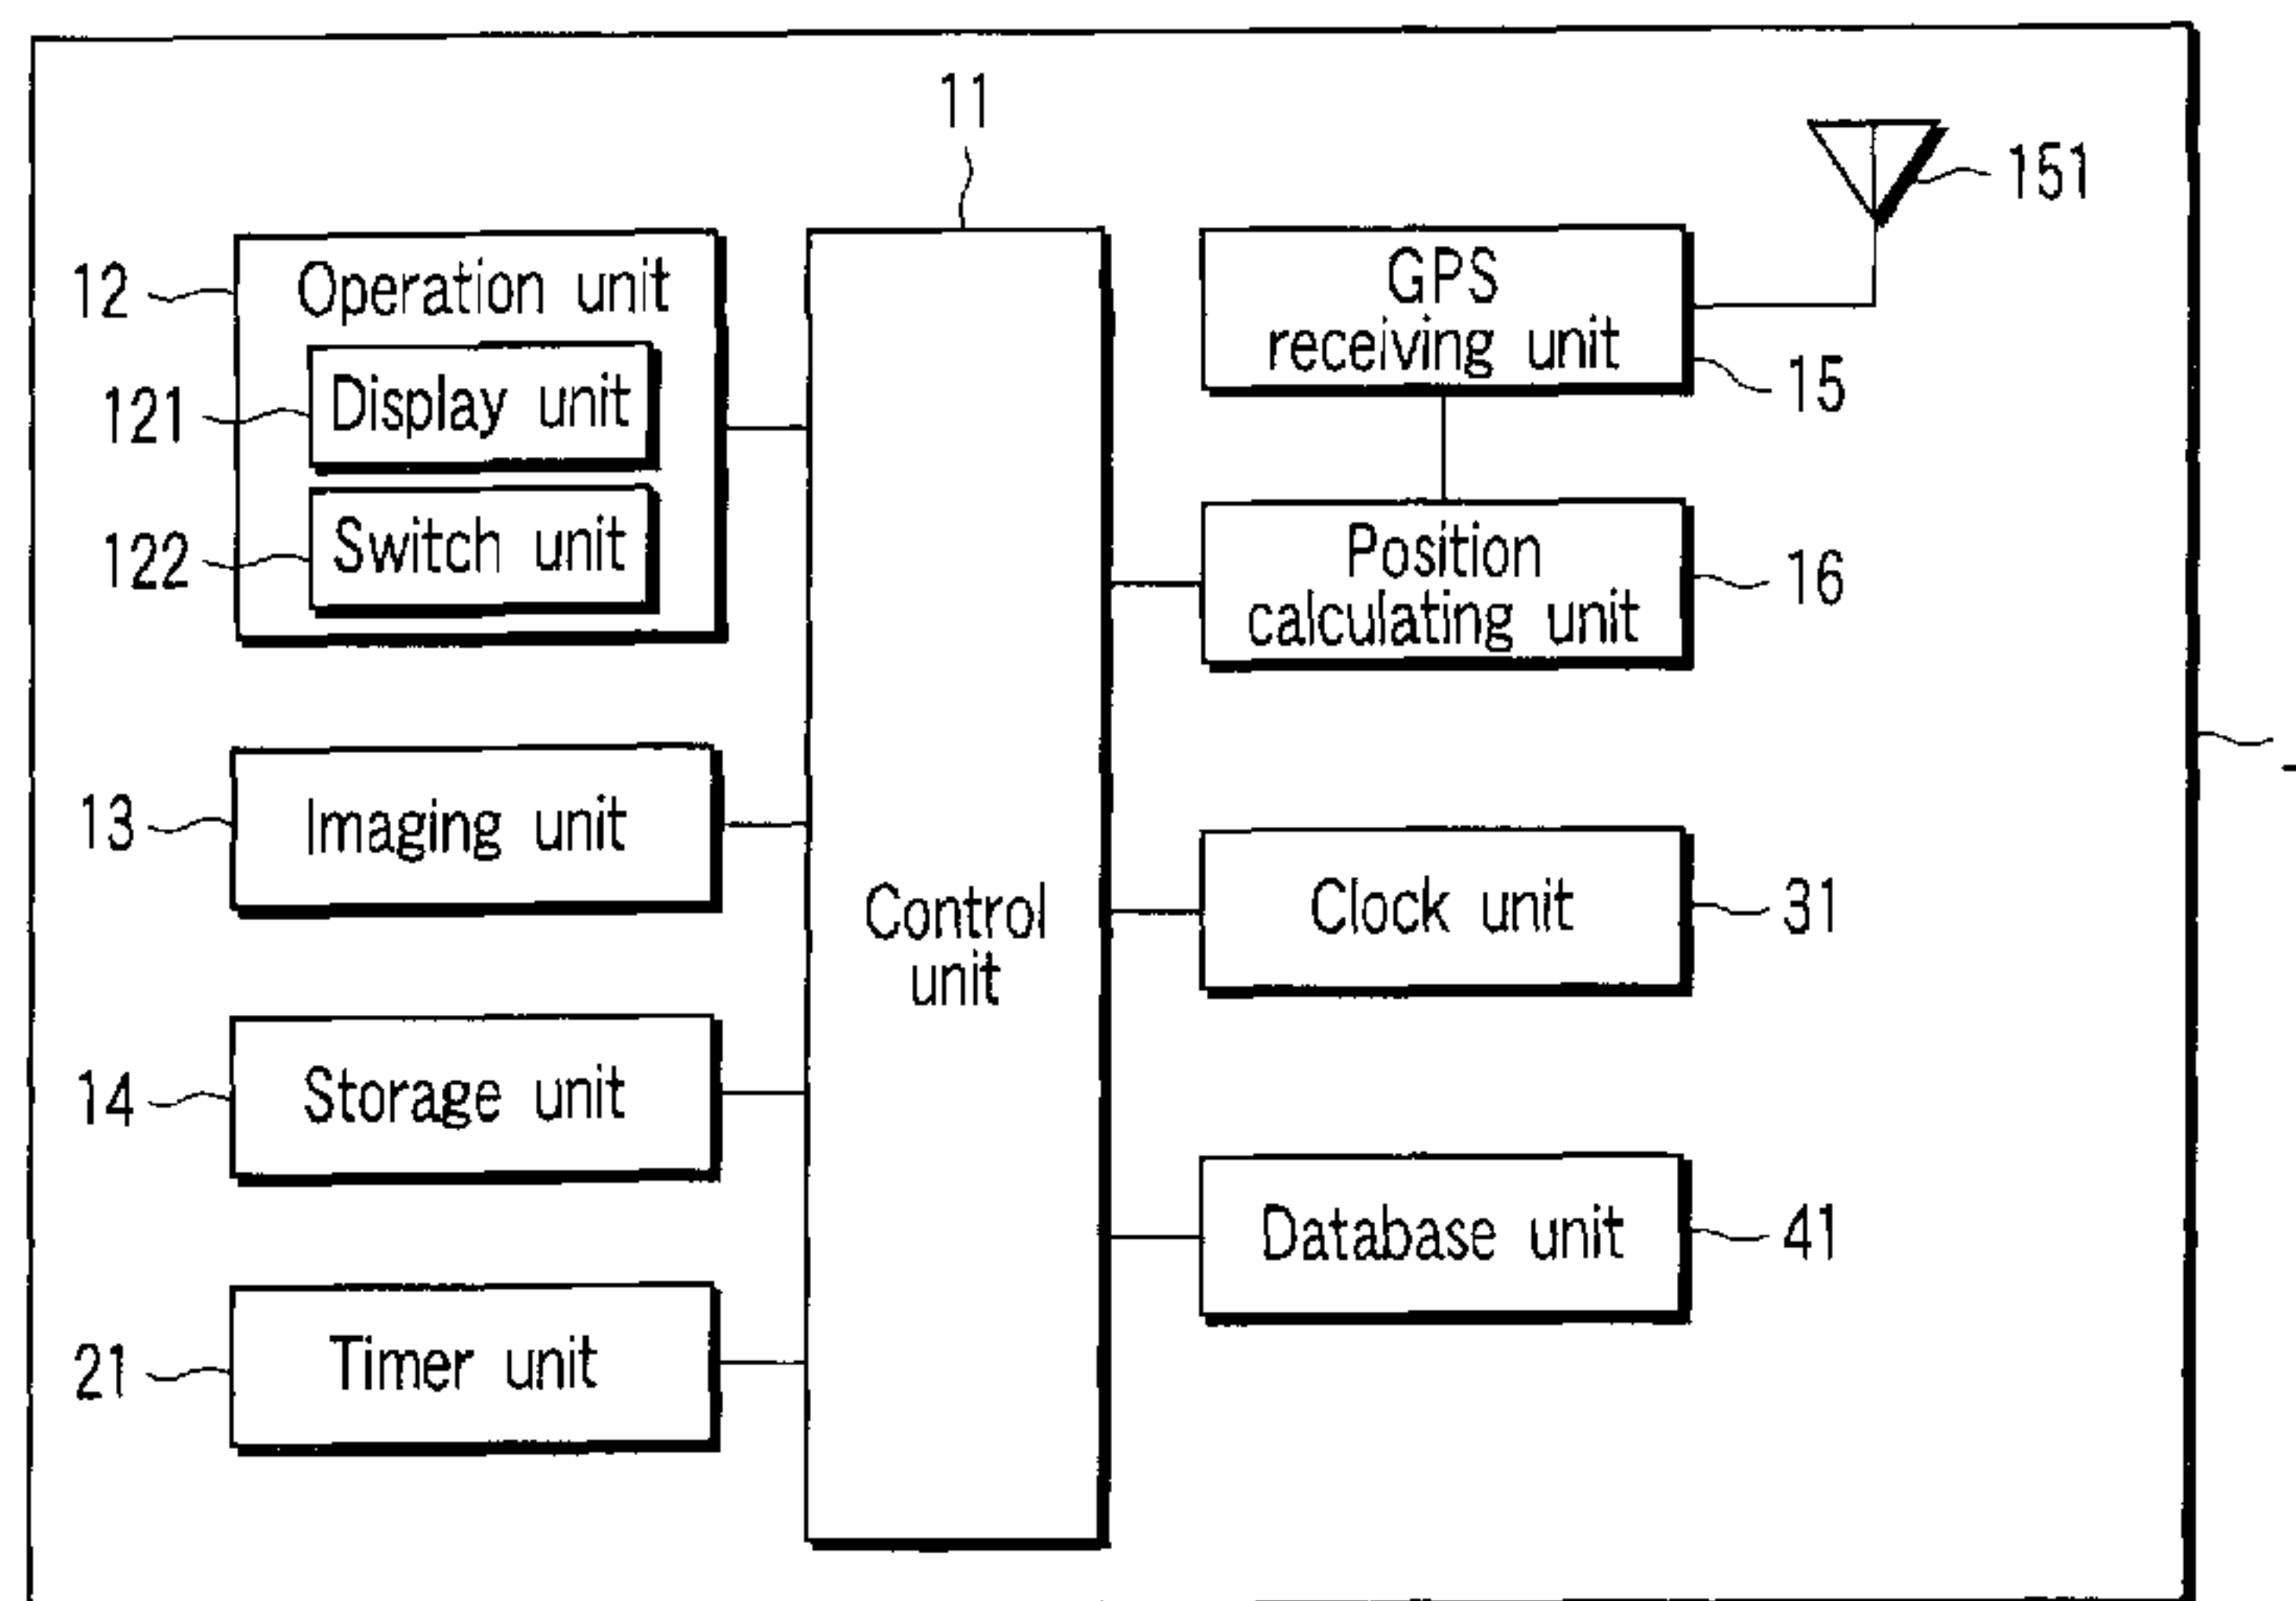 11
151
12
Operation unit
121
Display unit
122
Switch unit
GPS
receiving unit
15
Position
calculating unit
16
13
Imaging unit
Control
unit
Clock unit
31
14
Storage unit
Database unit
41
21
Timer unit